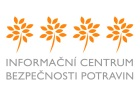 INFORMAČNÍ CENTRUM
BEZPEČNOSTI POTRAVIN